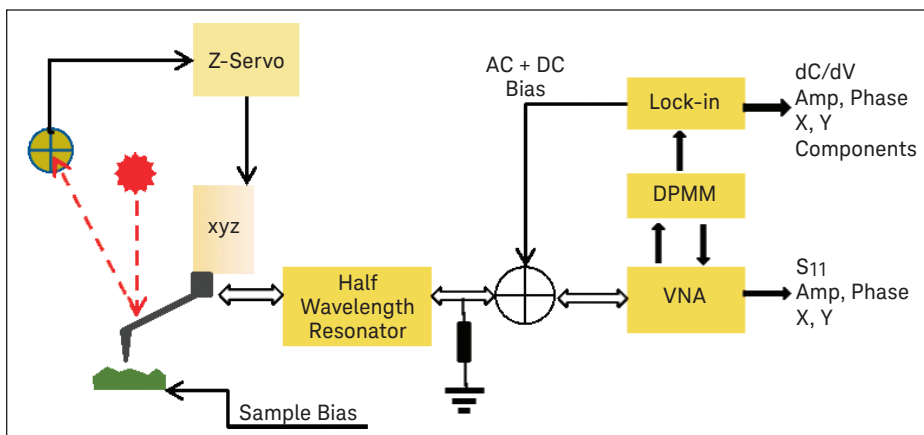 Z-Servo
AC + DC
Bias
Lock-in
dC/dV
Amp, Phase
X, Y
Components
DPMM
xyz
Half
Wavelength
Resonator
VNA
S11
Amp, Phase
X, Y
Sample Bias